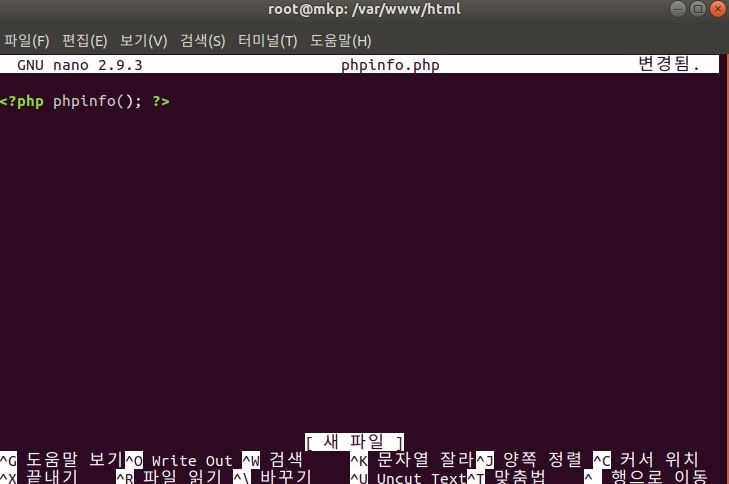 root@mkp: /var/www/html
파일(F) 편집(E) 보기(V) 검색(S) 터미널(T) 도움말(H)
GNU nano 2.9.3 phpinfo.php 변경됨.
<?php phpinfo(); ?>
[ 새 파일 ]
^G 도움말 보기^O Write Out ^W 검색 ^K 문자열 잘라^J 양쪽 정렬 ^C 커서 위치
^X 끝내기 ^R 파일 읽기 ^\ 바꾸기 ^U Uncut Text^T 맞춤법 ^_ 행으로 이동